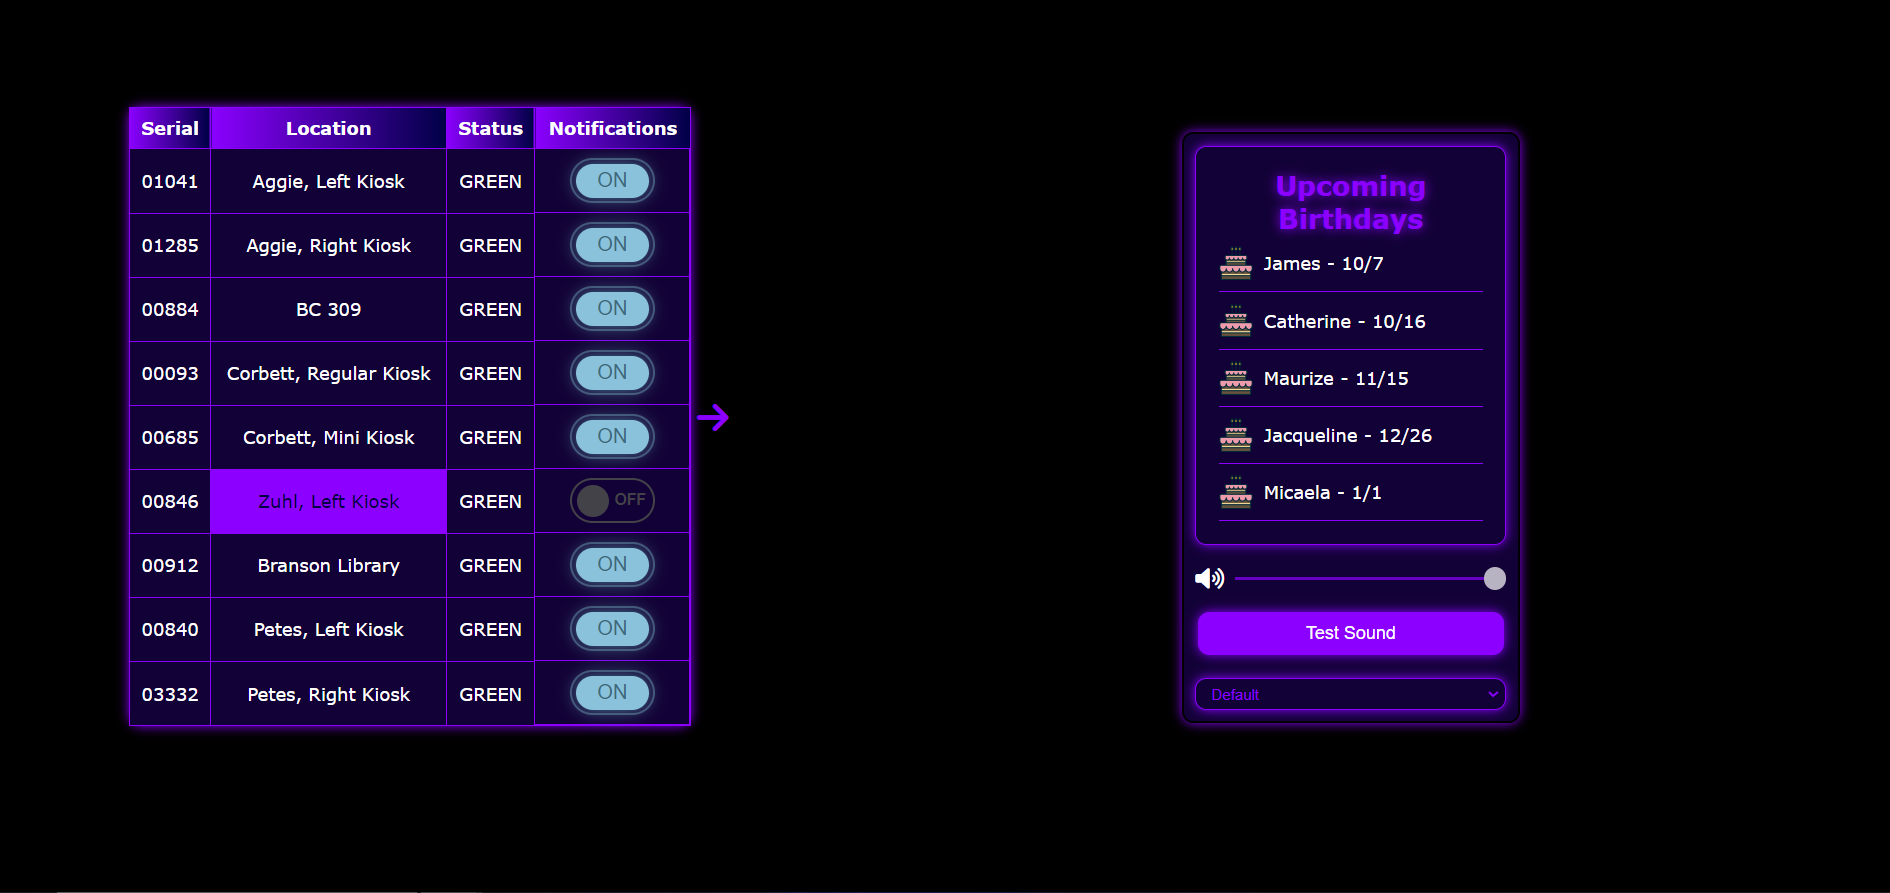 Serial Location Status Notifications
01041 Aggie, Left Kiosk GREEN ON
01285 Aggie, Right Kiosk GREEN ON
00884 BC 309 GREEN ON
00093 Corbett, Regular Kiosk GREEN ON
00685 Corbett, Mini Kiosk GREEN ON
00846 Zuhl, Left Kiosk GREEN OFF
00912 Branson Library GREEN ON
00840 Petes, Left Kiosk GREEN ON
03332 Petes, Right Kiosk GREEN ON
Upcoming
Birthdays
James - 10/7
Catherine - 10/16
Maurize - 11/15
Jacqueline - 12/26
Micaela - 1/1
Test Sound
Default